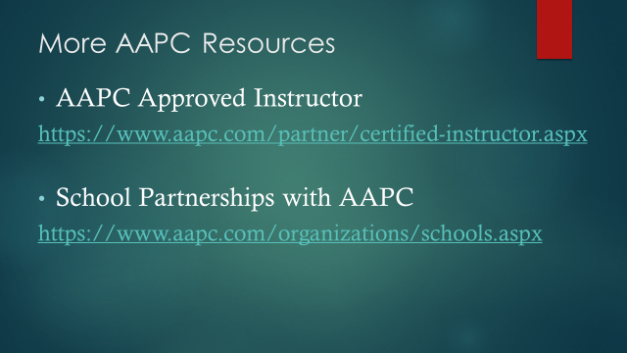 More AAPC Resources
• AAPC Approved Instructor
https://www.aapc.com/partner/certified-instructor.aspx
• School Partnerships with AAPC
https://www.aapc.com/organizations/schools.aspx